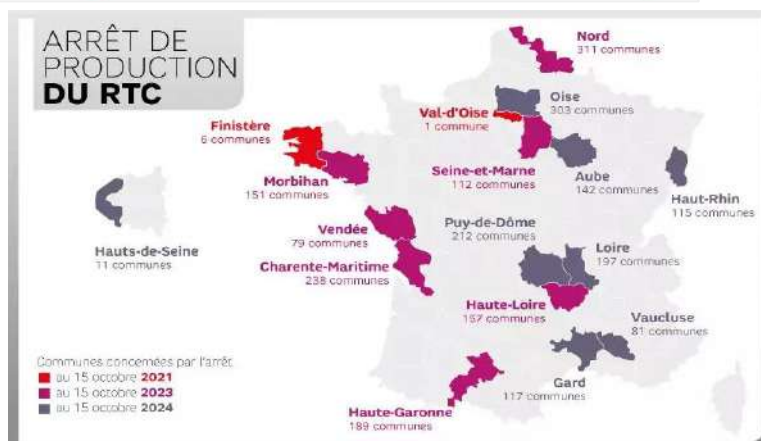 ARRÊT DE
PRODUCTION
DU RTC
Nord
311 communes
Oise
303 communes
Val-d'Oise
1 commune
Finistère
6 communes
Morbihan
151 communes
Seine-et-Marne
112 communes
Aube
142 communes
Haut-Rhin
115 communes
Hauts-de-Seine
11 communes
Vendée
79 communes
Puy-de-Dôme
212 communes
Loire
197 communes
Charente-Maritime
238 communes
Haute-Loire
157 communes
Vaucluse
81 communes
Gard
117 communes
Haute-Garonne
189 communes
Communes concernées par l'arrêt
au 15 octobre 2021
au 15 octobre 2023
au 15 octobre 2024